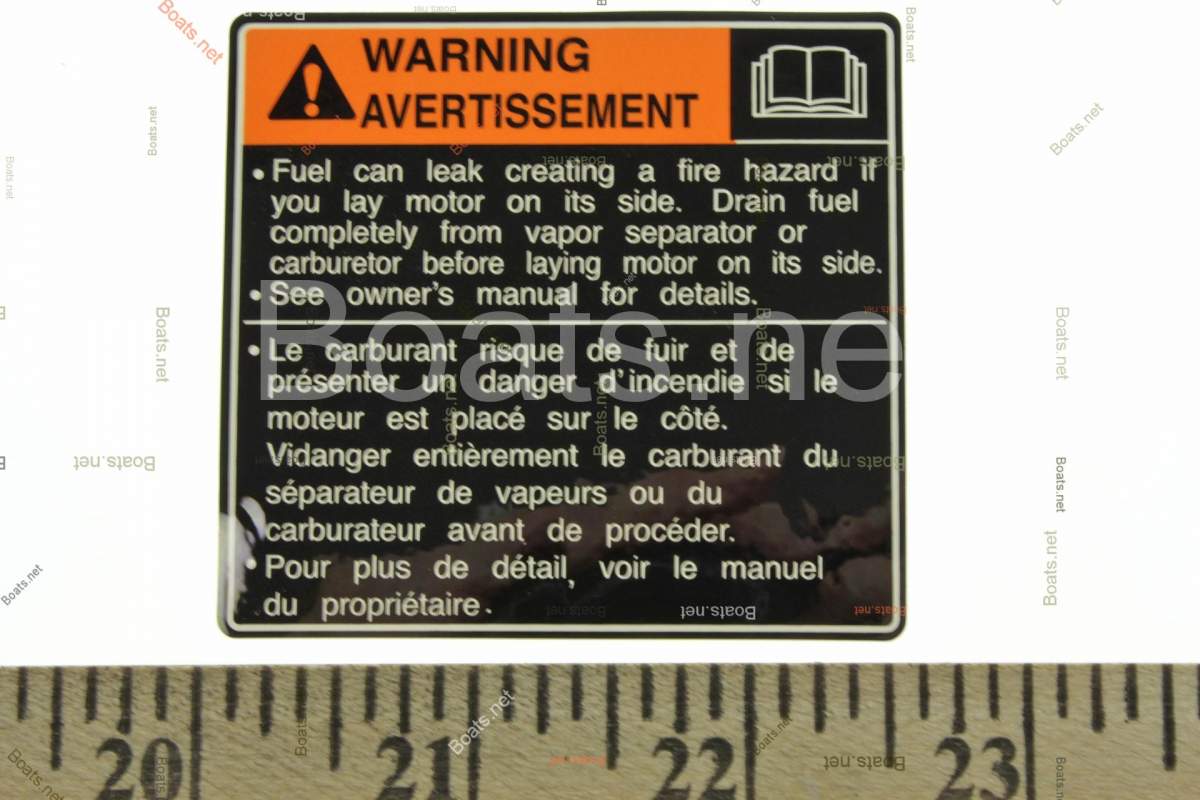 WARNING
AVERTISSEMENT
• Fuel can leak creating a fire hazard if
you lay motor on its side. Drain fuel
completely from vapor separator or
carburetor before laying motor on its side.
• See owner's manual for details.
• Le carburant risque de fuir et de
présenter un danger d'incendie si le
moteur est placé sur le côté.
Vidanger entièrement le carburant du
séparateur de vapeurs ou du
carburateur avant de procéder.
• Pour plus de détail, voir le manuel
du propriétaire.
Boats.ne
20 21 22 23
Boats.net